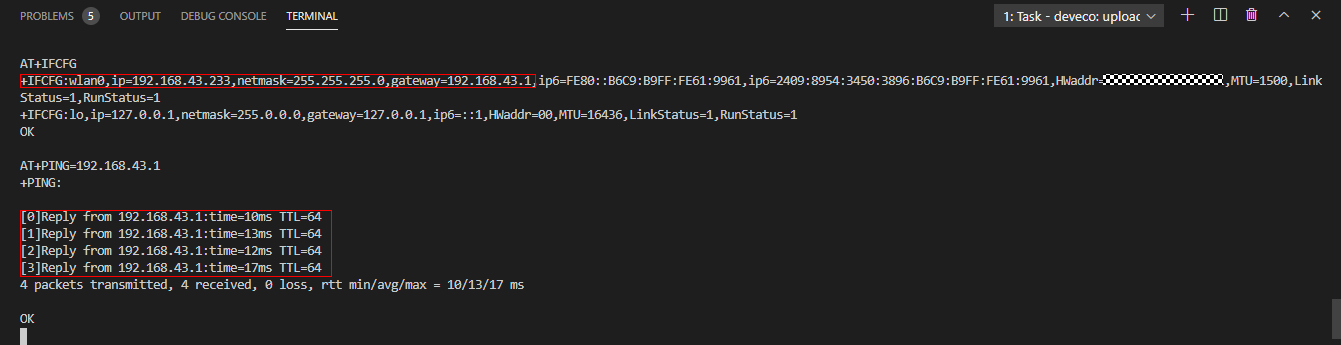 PROBLEMS 5 OUTPUT DEBUG CONSOLE TERMINAL 1: Task - deveco: upload
AT+IFCFG
+IFCFG:wlan0,ip=192.168.43.233,netmask=255.255.255.0,gateway=192.168.43.1,ip6=FE80::B6C9:B9FF:FE61:9961,ip6=2409:8954:3450:3896:B6C9:B9FF:FE61:9961,HWaddr= ,MTU=1500,Link
Status=1,RunStatus=1
+IFCFG:lo,ip=127.0.0.1,netmask=255.0.0.0,gateway=127.0.0.1,ip6=::1,HWaddr=00,MTU=16436,LinkStatus=1,RunStatus=1
OK
AT+PING=192.168.43.1
+PING:
[0]Reply from 192.168.43.1:time=10ms TTL=64
[1]Reply from 192.168.43.1:time=13ms TTL=64
[2]Reply from 192.168.43.1:time=12ms TTL=64
[3]Reply from 192.168.43.1:time=17ms TTL=64
4 packets transmitted, 4 received, 0 loss, rtt min/avg/max = 10/13/17 ms
OK